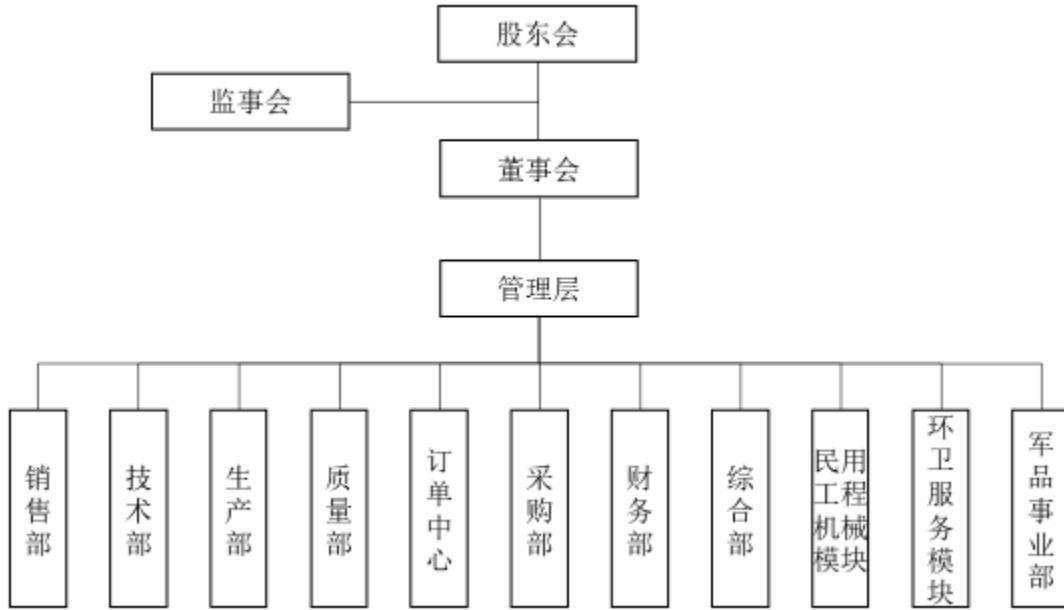 股东会
监事会
董事会
管理层
销售部
技术部
生产部
质量部
订单中心
采购部
财务部
综合部
民用工程机械模块
环卫服务模块
军品事业部